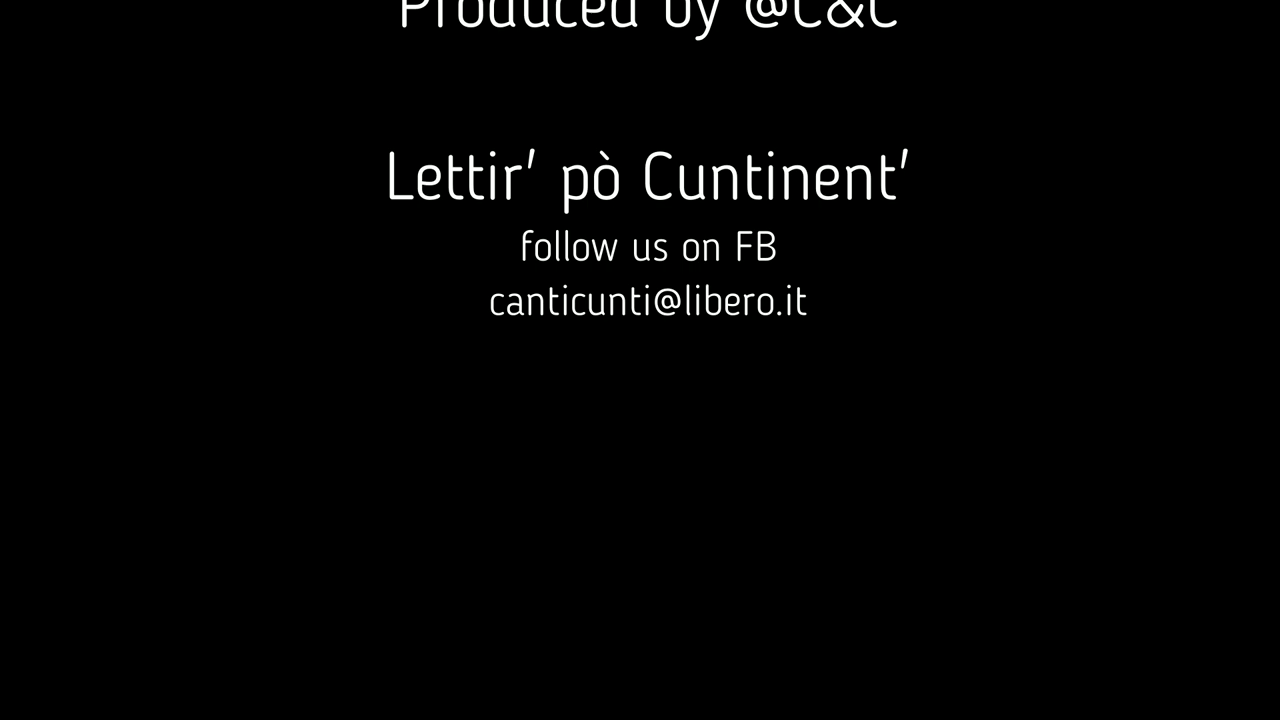 Produced by @C&C
Lettir' pò Cuntinent'
follow us on FB
canticunti@libero.it